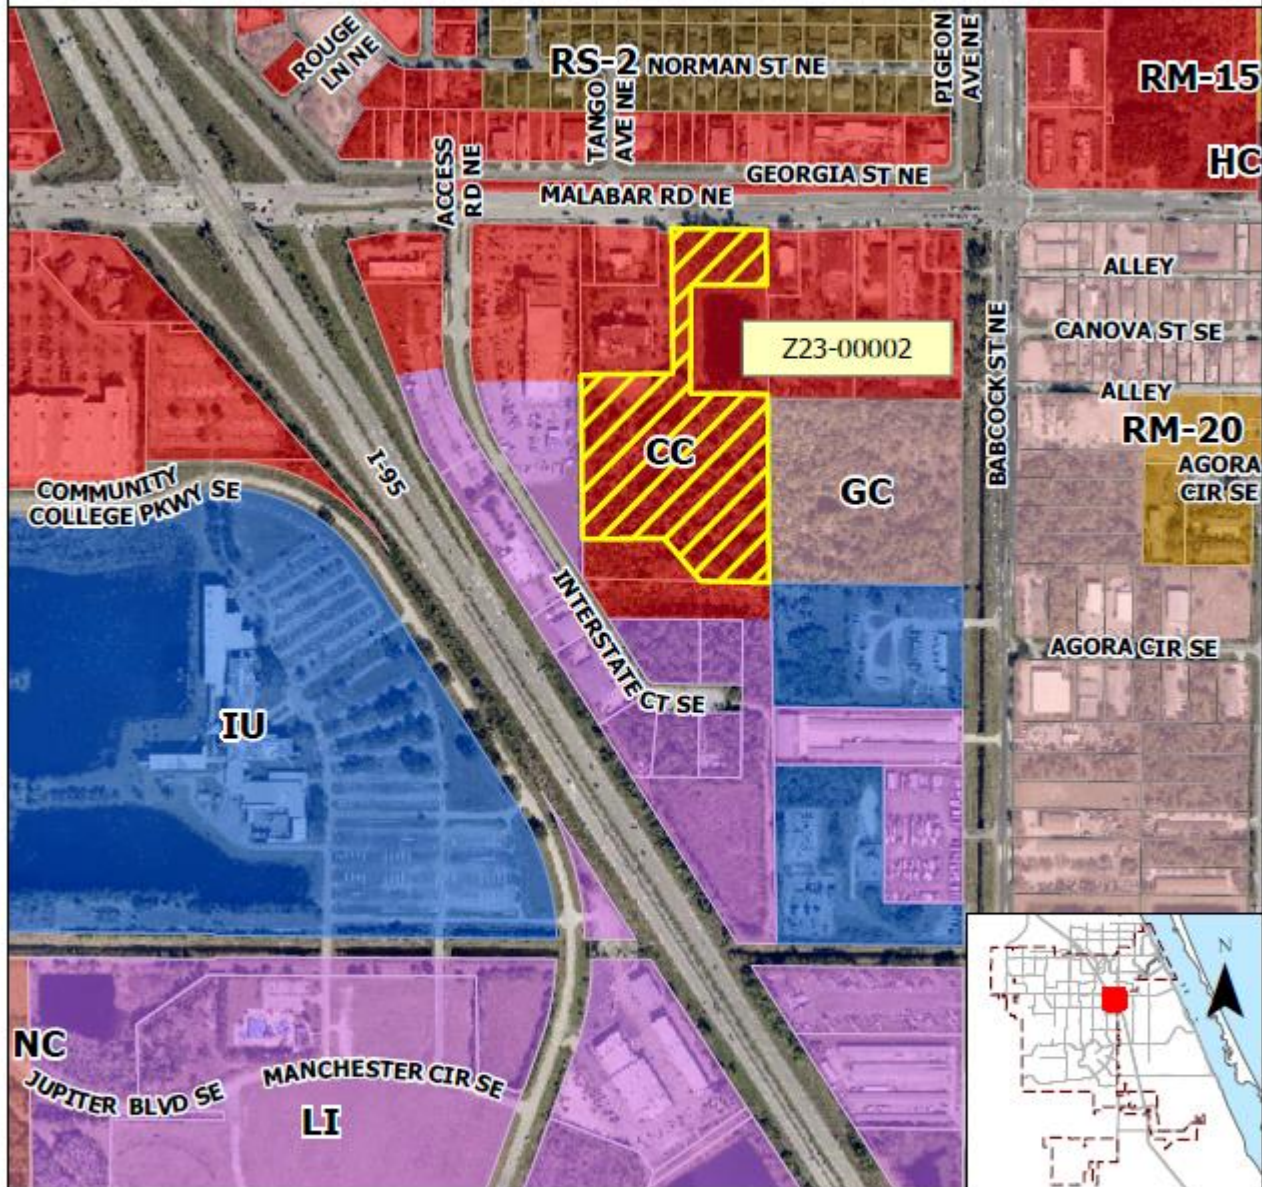 ROUGE
LN NE
RS-2
NORMAN ST NE
PIGEON
AVE NE
RM-15
TANGO
AVE NE
HC
ACCESS
RD NE
GEORGIA ST NE
MALABAR RD NE
ALLEY
CANOVA ST SE
Z23-00002
BABCOCK ST NE
ALLEY
RM-20
CC
AGORA
CIR SE
I-95
GC
COMMUNITY
COLLEGE PKWY SE
INTERSTATE CT SE
AGORA CIR SE
IU
N
NC
JUPITER BLVD SE
MANCHESTER CIR SE
LI